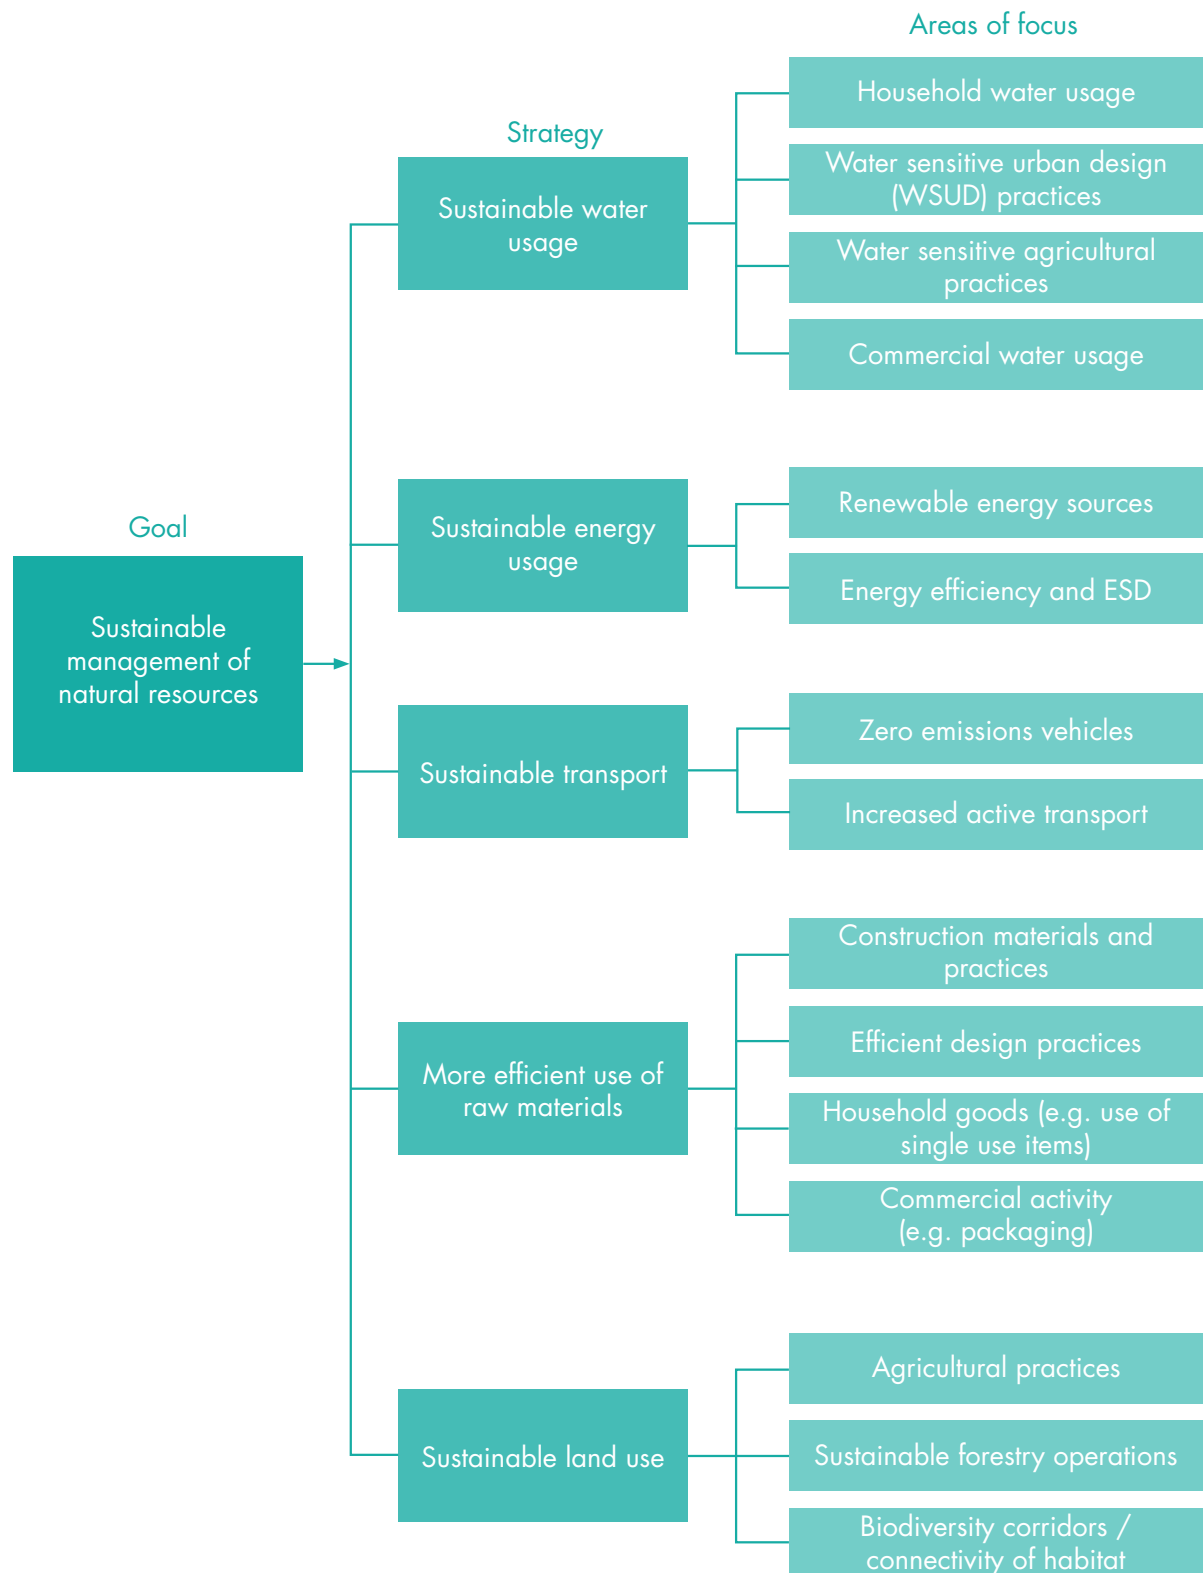 Areas of focus
Household water usage
Strategy
Water sensitive urban design
(WSUD) practices
Sustainable water
usage
Water sensitive agricultural
practices
Commercial water usage
Renewable energy sources
Goal
Sustainable energy
usage
Energy efficiency and ESD
Sustainable
management of
natural resources
Zero emissions vehicles
Sustainable transport
Increased active transport
Construction materials and
practices
Efficient design practices
More efficient use of
raw materials
Household goods (e.g. use of
single use items)
Commercial activity
(e.g. packaging)
Agricultural practices
Sustainable land use
Sustainable forestry operations
Biodiversity corridors /
connectivity of habitat